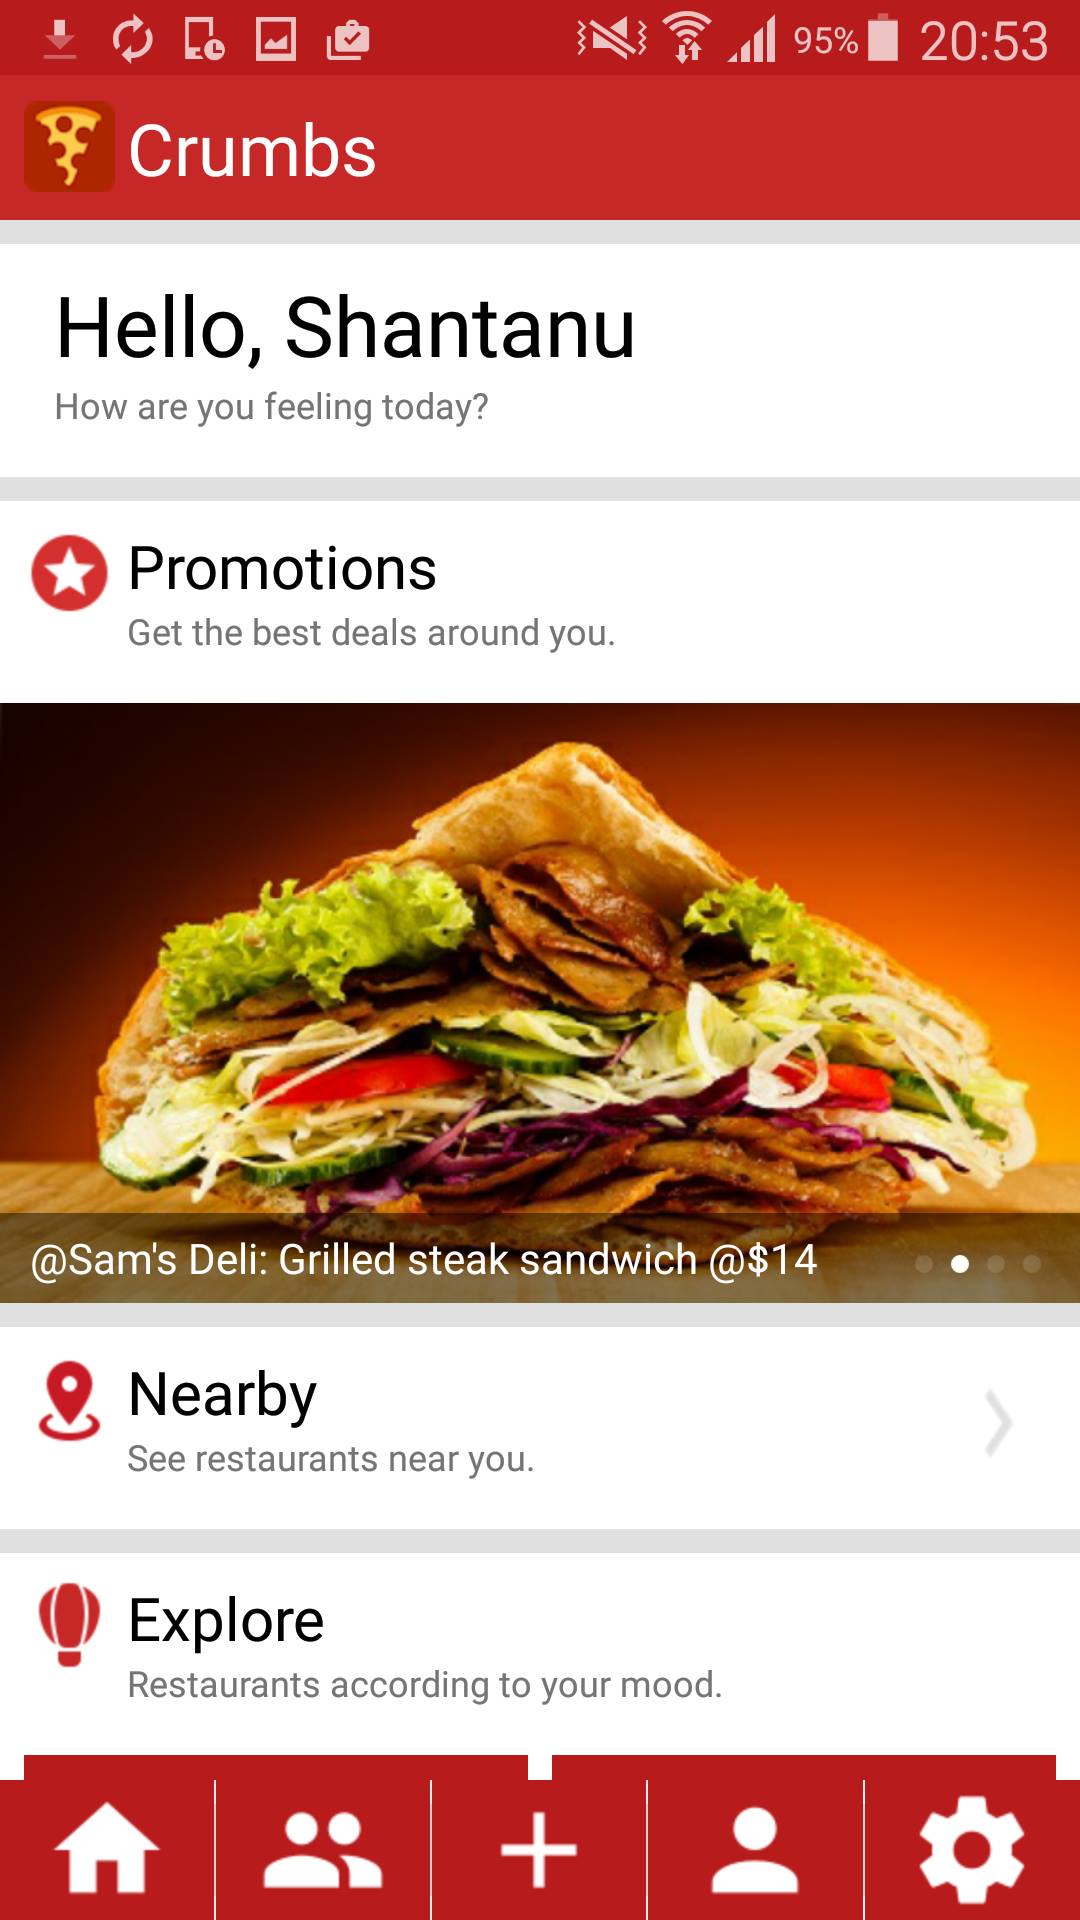 95% 20:53
Crumbs
Hello, Shantanu
How are you feeling today?
Promotions
Get the best deals around you.
@Sam's Deli: Grilled steak sandwich @$14
Nearby
See restaurants near you.
Explore
Restaurants according to your mood.